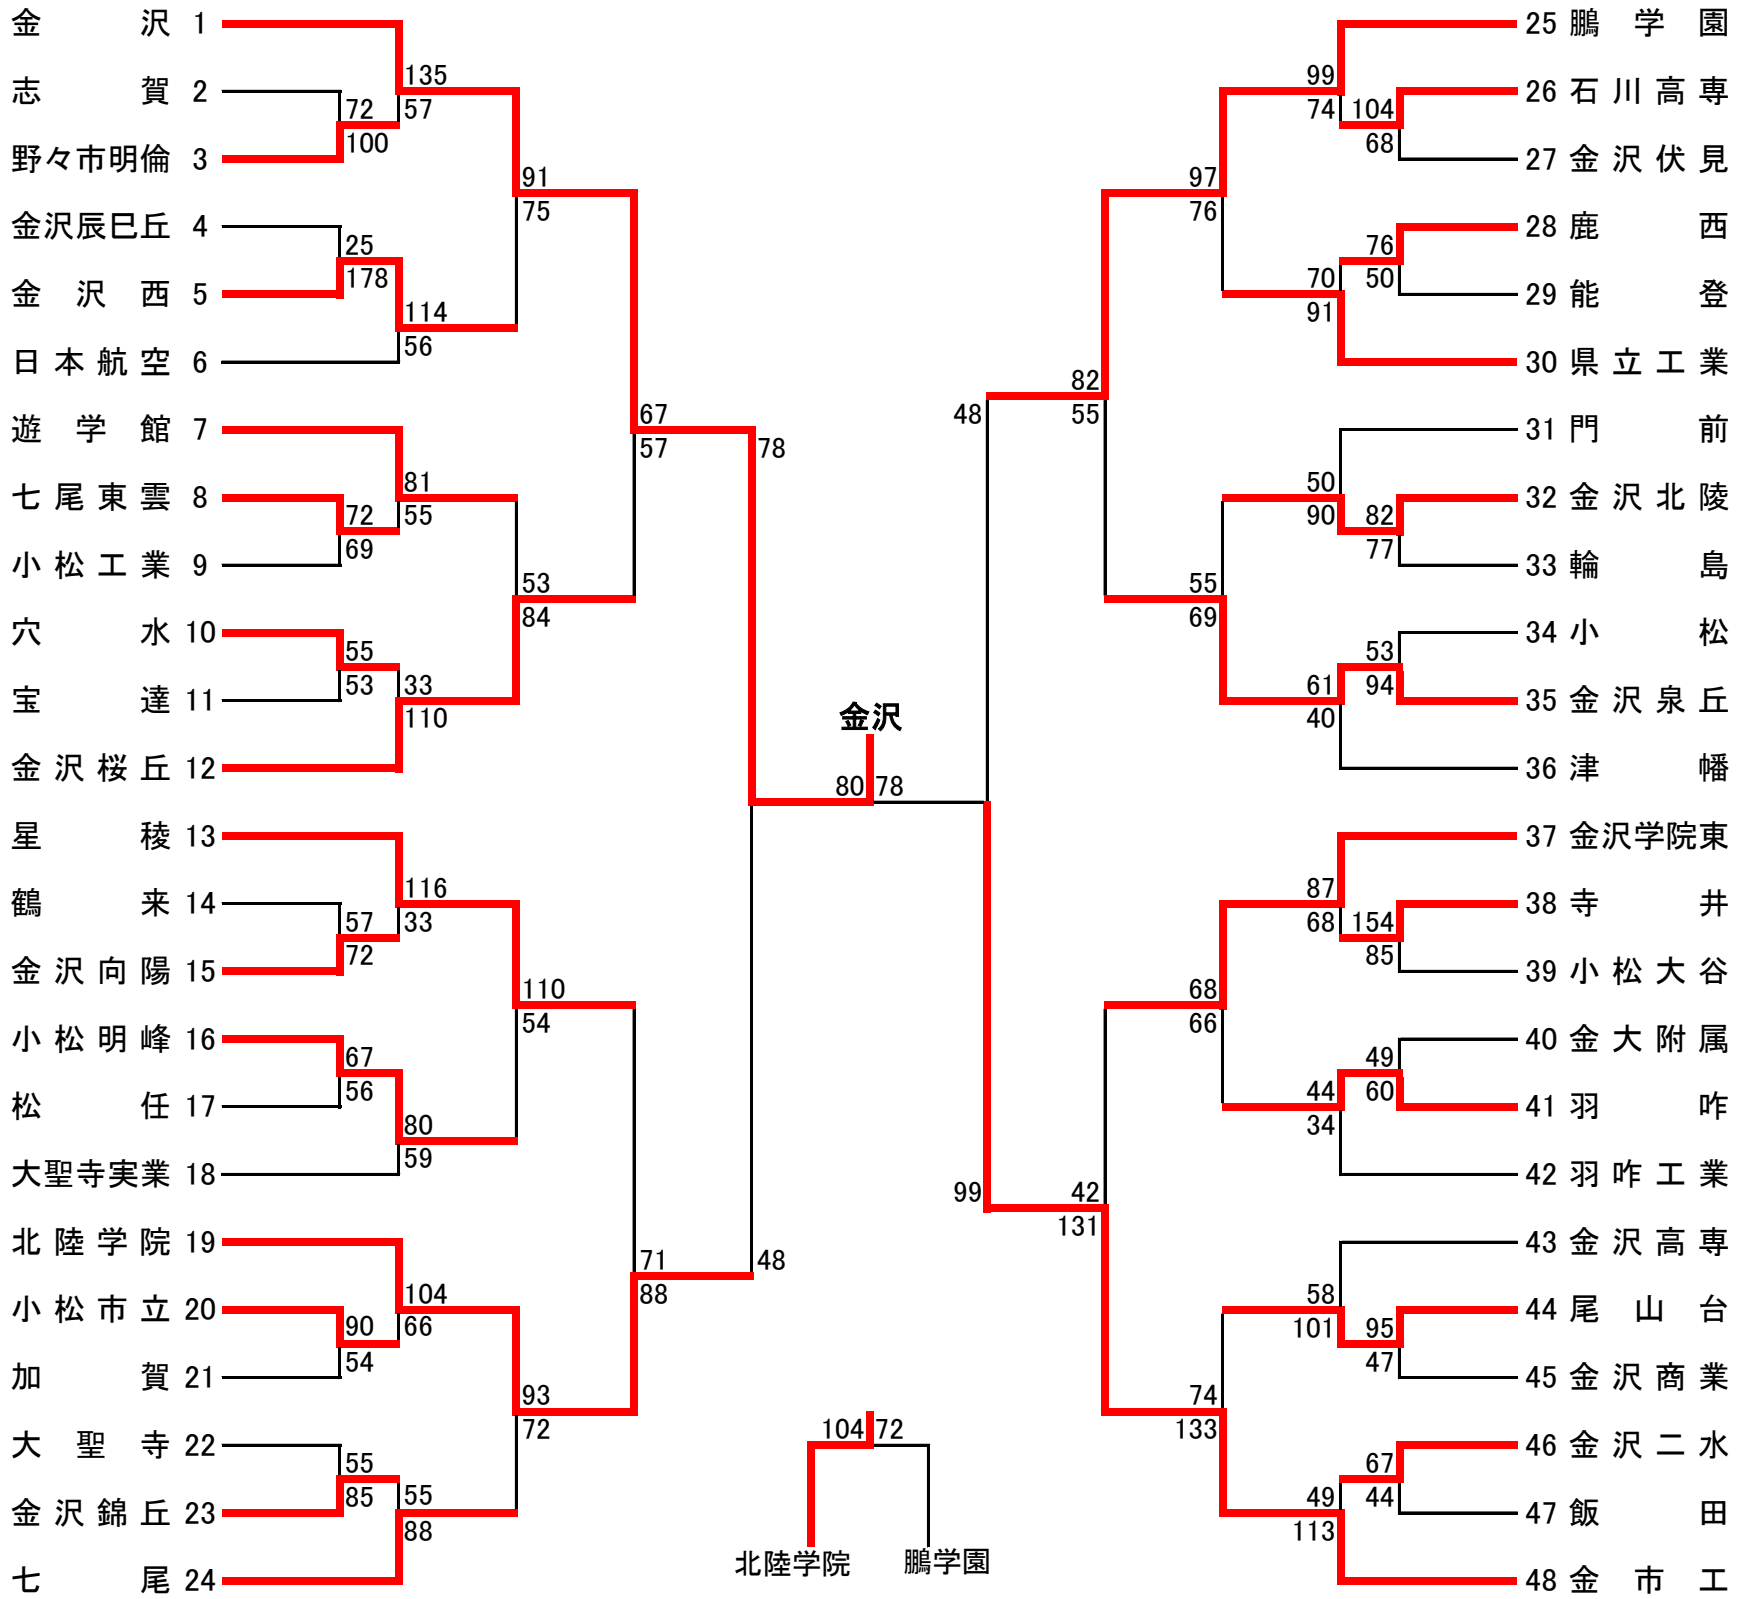 金沢 1
志賀 2
野々市明倫 3
金沢辰巳丘 4
金沢西 5
日本航空 6
遊学館 7
七尾東雲 8
小松工業 9
穴水 10
宝達 11
金沢桜丘 12
星稜 13
鶴来 14
金沢向陽 15
小松明峰 16
松任 17
大聖寺実業 18
北陸学院 19
小松市立 20
加賀 21
大聖寺 22
金沢錦丘 23
七尾 24
72
100
25
178
72
69
55
53
57
72
67
56
90
54
55
85
135
57
114
56
81
55
33
110
116
33
80
59
104
66
55
88
91
75
53
84
110
54
93
72
67
57
71
88
78
48
金沢
80 78
48
99
82
55
42
131
97
76
55
69
68
66
74
133
99
74
70
91
50
90
61
40
87
68
44
34
58
101
49
113
104
68
76
50
82
77
53
94
154
85
49
60
95
47
67
44
25 鵬学園
26 石川高専
27 金沢伏見
28 鹿西
29 能登
30 県立工業
31 門前
32 金沢北陵
33 輪島
34 小松
35 金沢泉丘
36 津幡
37 金沢学院東
38 寺井
39 小松大谷
40 金大附属
41 羽咋
42 羽咋工業
43 金沢高専
44 尾山台
45 金沢商業
46 金沢二水
47 飯田
48 金市工
104 72
北陸学院 鵬学園